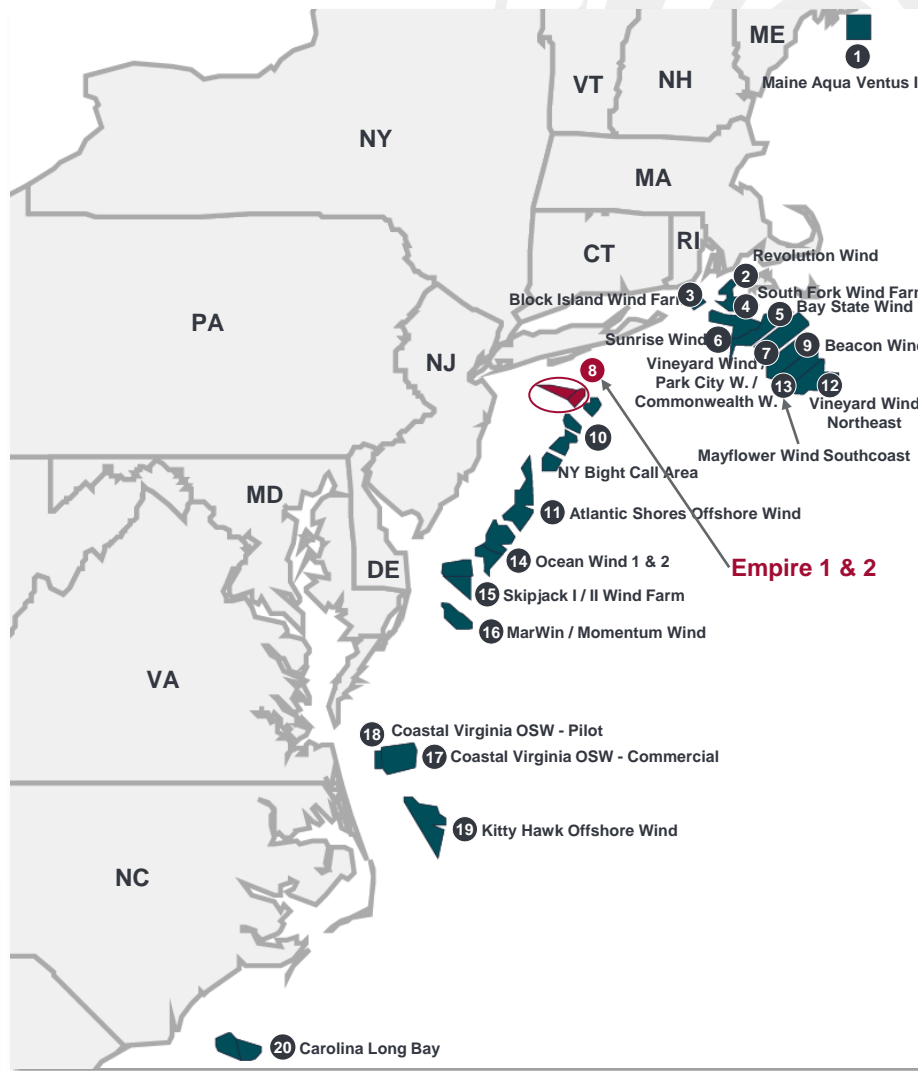 ME
1
Maine Aqua Ventus I
VT
NH
NY
MA
RI
CT
Revolution Wind
2
3
Block Island Wind Farm
South Fork Wind Farm
4
Bay State Wind
5
Sunrise Wind
6
9
Beacon Wind
7
Vineyard Wind /
Park City W. /
Commonwealth W.
13
12
Vineyard Wind
Northeast
Mayflower Wind Southcoast
PA
NJ
8
10
NY Bight Call Area
MD
11
Atlantic Shores Offshore Wind
DE
14
Ocean Wind 1 & 2
Empire 1 & 2
15
Skipjack I / II Wind Farm
16
MarWin / Momentum Wind
VA
18
Coastal Virginia OSW - Pilot
17
Coastal Virginia OSW - Commercial
19
Kitty Hawk Offshore Wind
NC
20
Carolina Long Bay